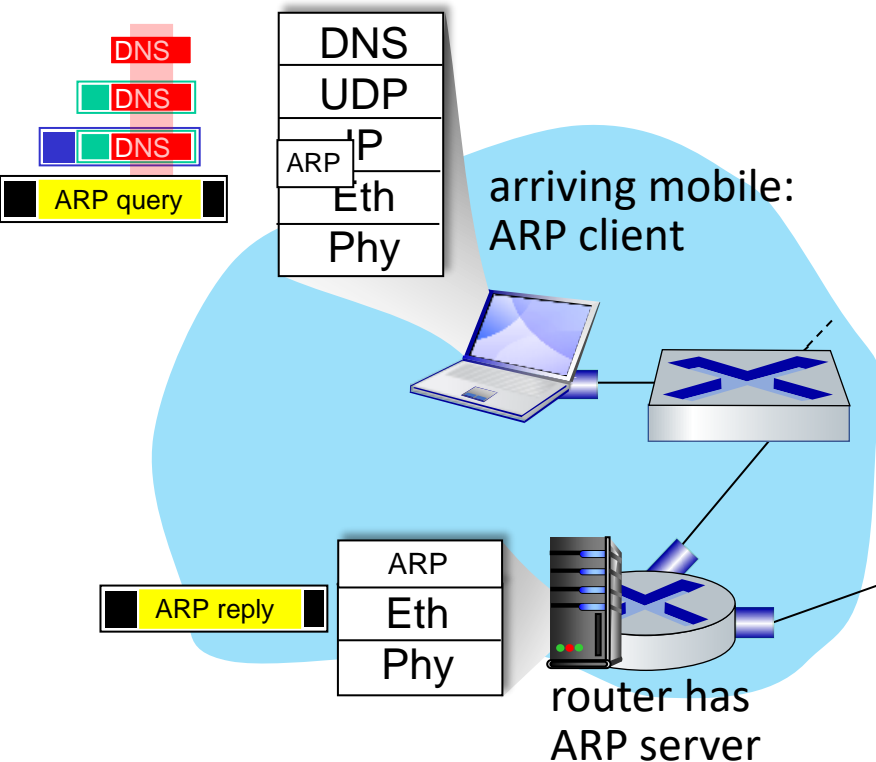 DNS
DNS
DNS
ARP query
DNS
UDP
IP
ARP
Eth
Phy
arriving mobile:
ARP client
ARP reply
ARP
Eth
Phy
router has
ARP server